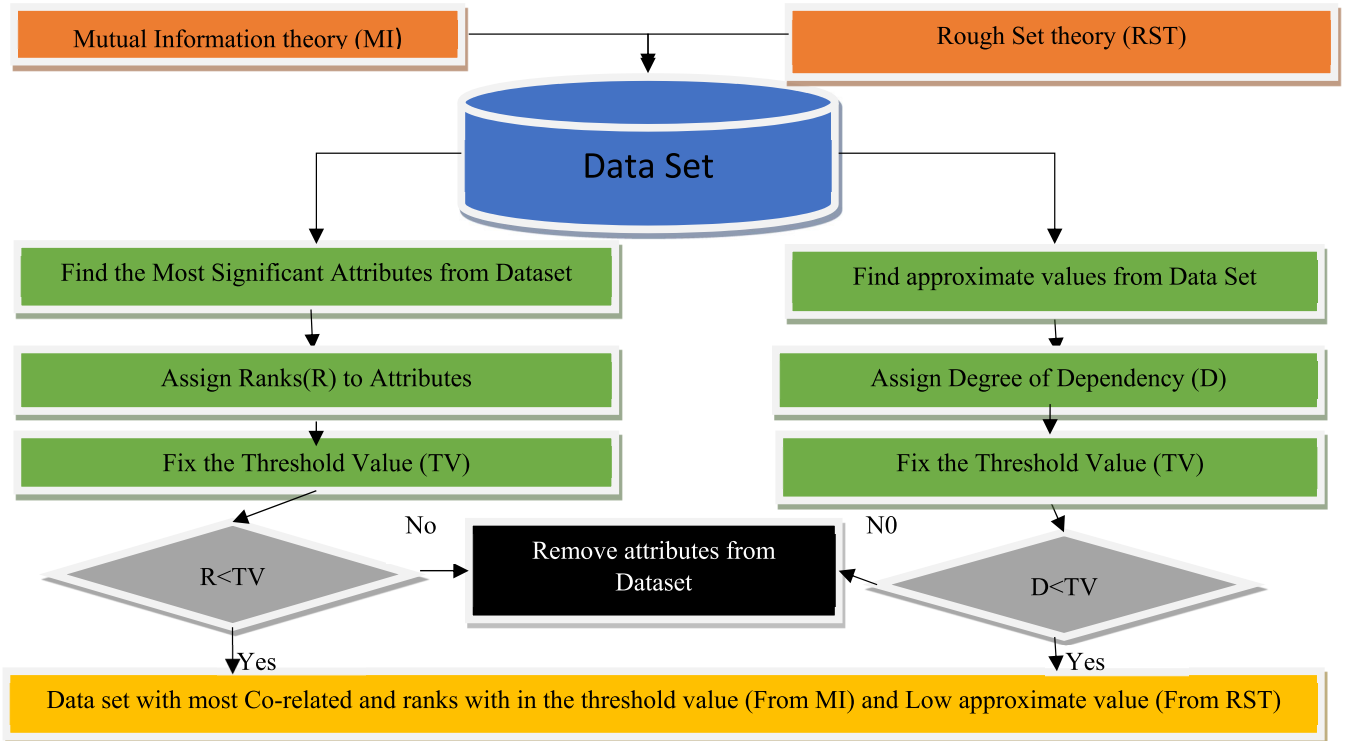 Mutual Information theory (MI)
Rough Set theory (RST)
Data Set
Find the Most Significant Attributes from Dataset
Find approximate values from Data Set
Assign Ranks(R) to Attributes
Assign Degree of Dependency (D)
Fix the Threshold Value (TV)
Fix the Threshold Value (TV)
No
N0
Remove attributes from
Dataset
R<TV
D<TV
Yes
Yes
Data set with most Co-related and ranks with in the threshold value (From MI) and Low approximate value (From RST)